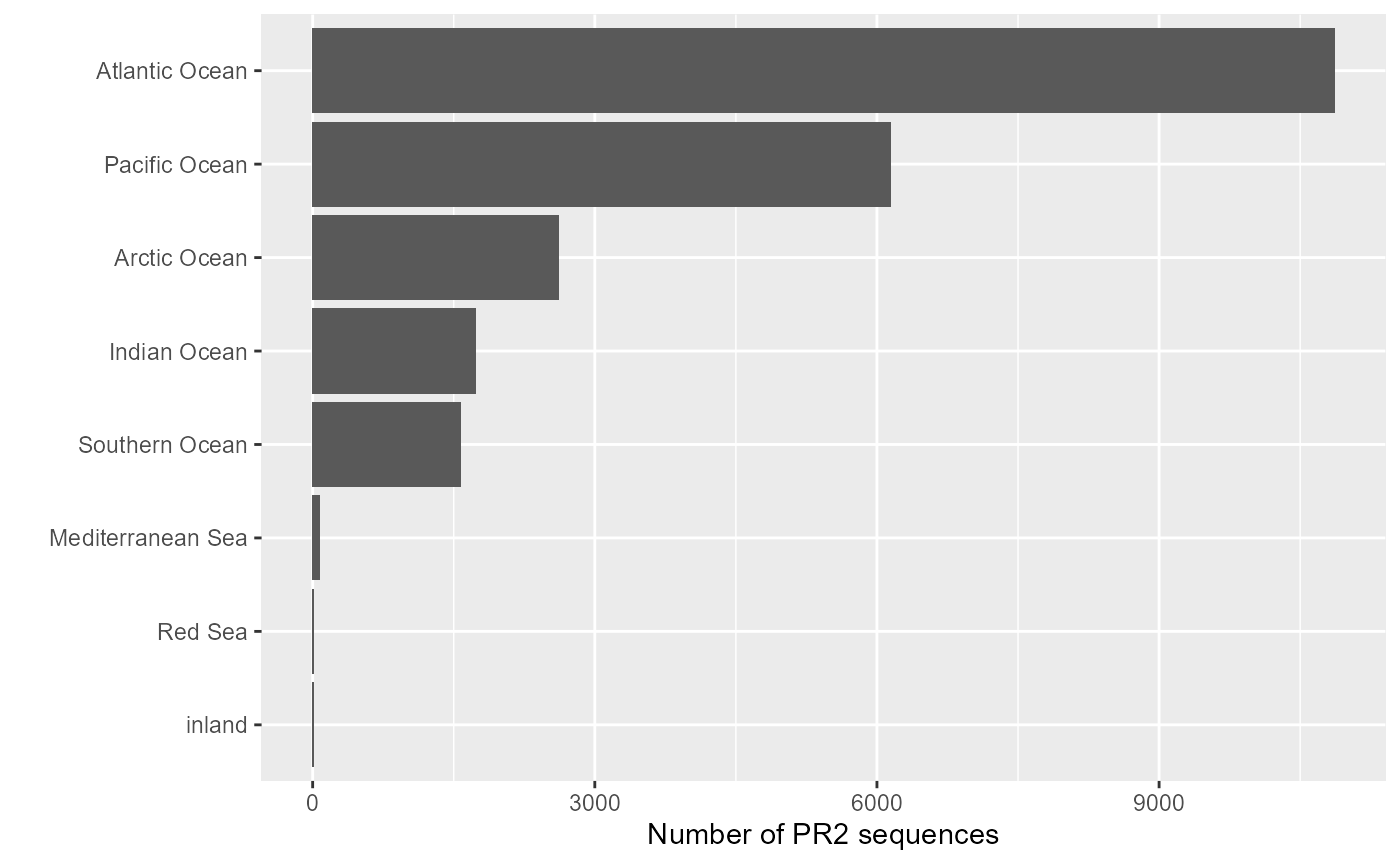 Atlantic Ocean
Pacific Ocean
Arctic Ocean
Indian Ocean
Southern Ocean
Mediterranean Sea
Red Sea
inland
0 3000 6000 9000
Number of PR2 sequences